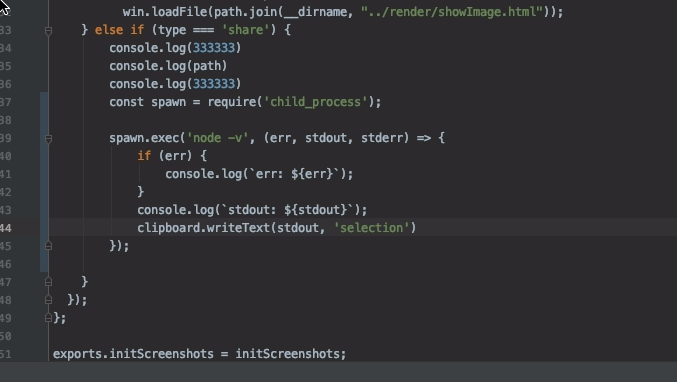 win.loadFile(path.join(__dirname, "../render/showImage.html"));
33 } else if (type === 'share') {
34 console.log(333333)
35 console.log(path)
36 console.log(333333)
37 const spawn = require('child_process');
38
39 spawn.exec('node -v', (err, stdout, stderr) => {
40 if (err) {
41 console.log(`err: ${err}`);
42 }
43 console.log(`stdout: ${stdout}`);
44 clipboard.writeText(stdout, 'selection')
45 });
46
47 }
48 });
49 };
50
51 exports.initScreenshots = initScreenshots;